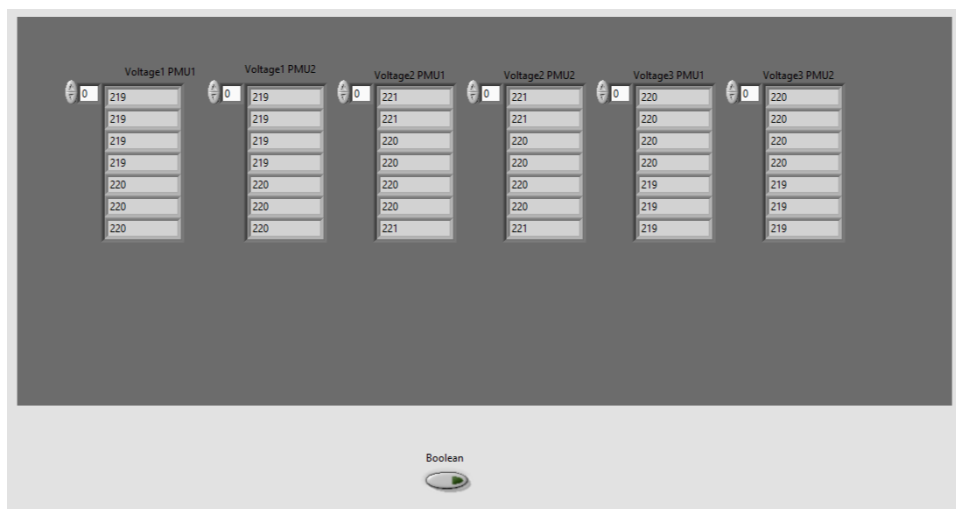 Voltage1 PMU1 Voltage1 PMU2 Voltage2 PMU1 Voltage2 PMU2 Voltage3 PMU1 Voltage3 PMU2
0 219 0 219 0 221 0 221 0 220 0 220
219 219 221 221 220 220
219 219 220 220 220 220
219 219 220 220 220 220
220 220 220 220 219 219
220 220 220 220 219 219
220 220 221 221 219 219
Boolean